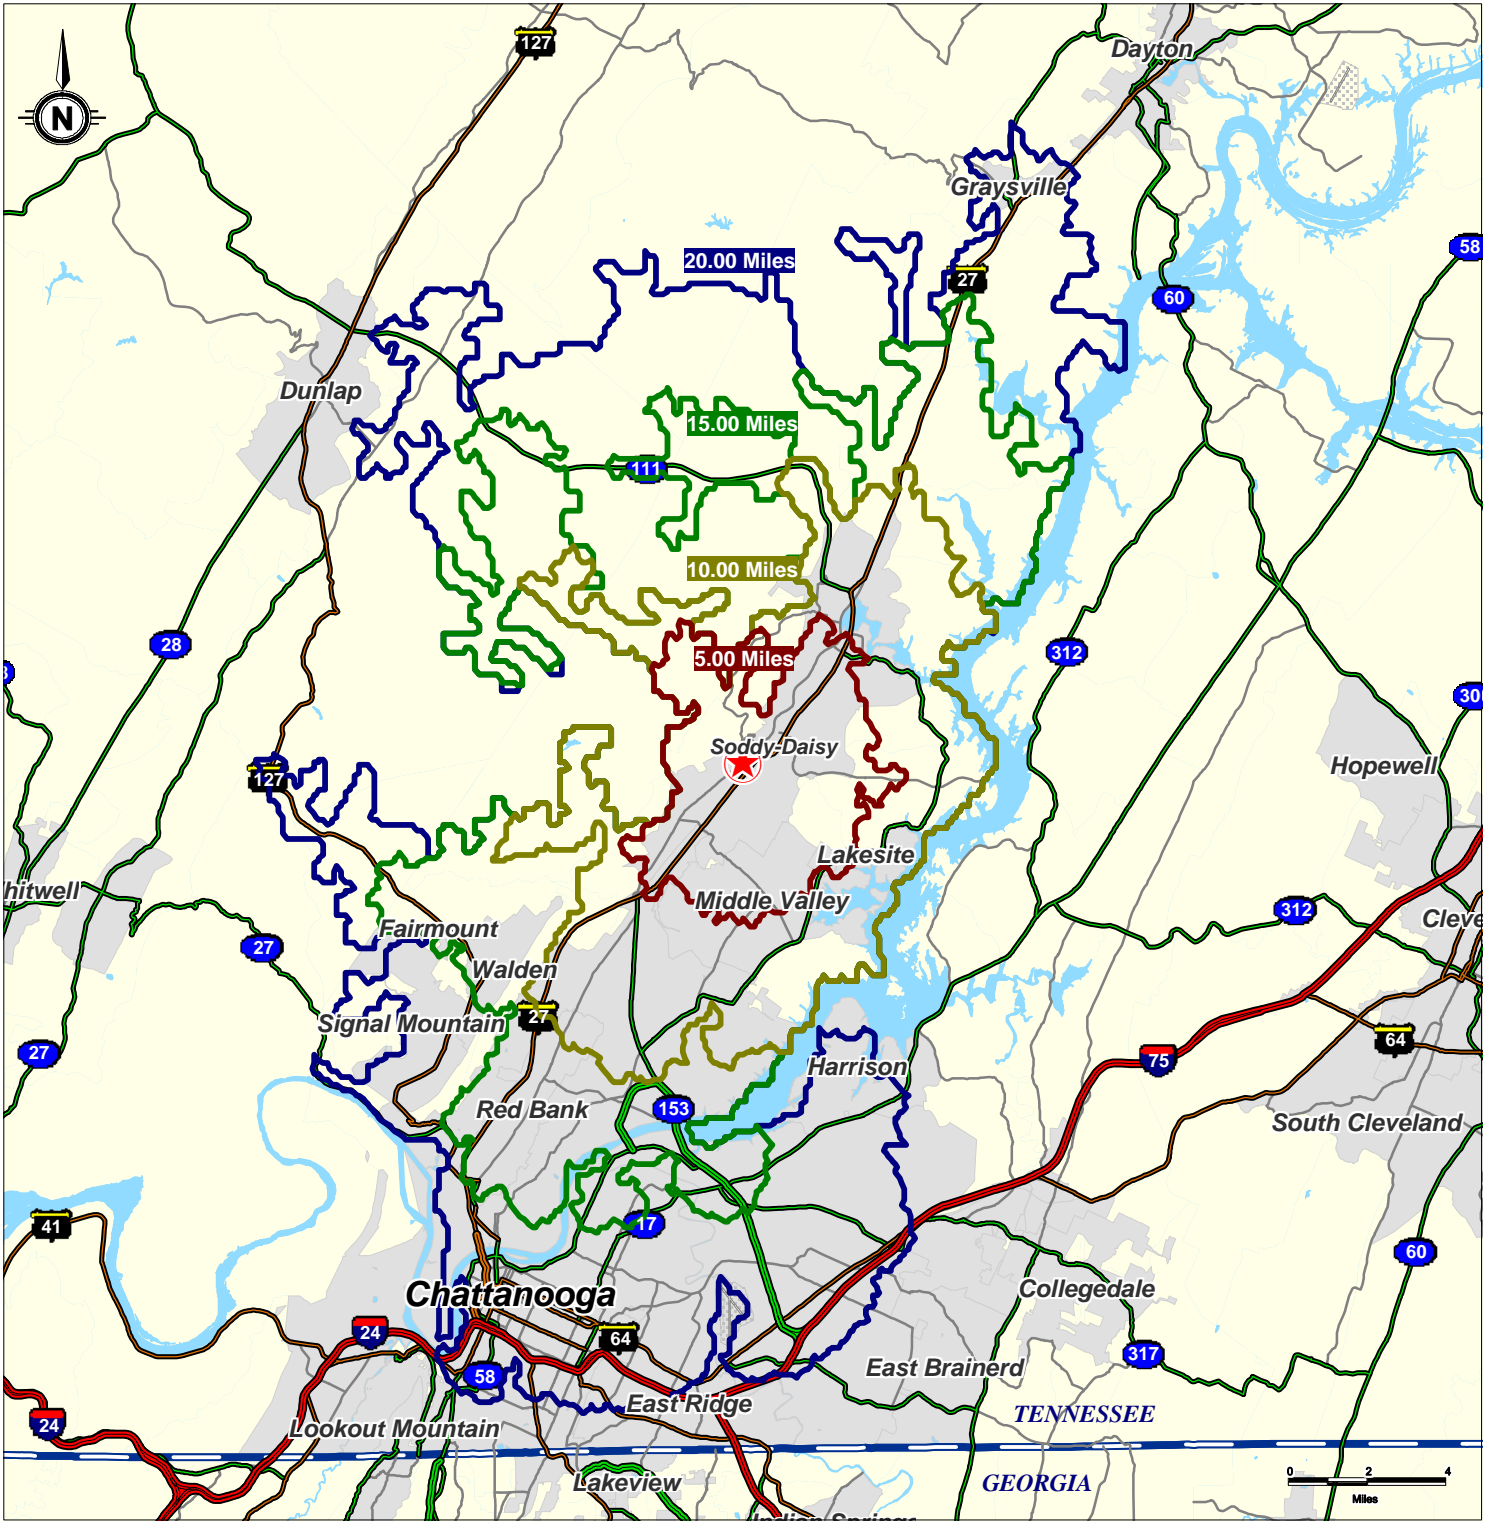 127
Dayton
N
Graysville
58
20.00 Miles
27
60
Dunlap
15.00 Miles
111
10.00 Miles
28
312
5.00 Miles
30
Soddy-Daisy
Hopewell
127
Lakesite
hitwell
Middle Valley
312
Cleve
27
Fairmount
Walden
27
Signal Mountain
64
27
75
Harrison
153
Red Bank
South Cleveland
41
17
60
Chattanooga
Collegedale
24
64
317
58
East Brainerd
East Ridge
24
Lookout Mountain
TENNESSEE
Lakeview
GEORGIA
0 2 4
Miles